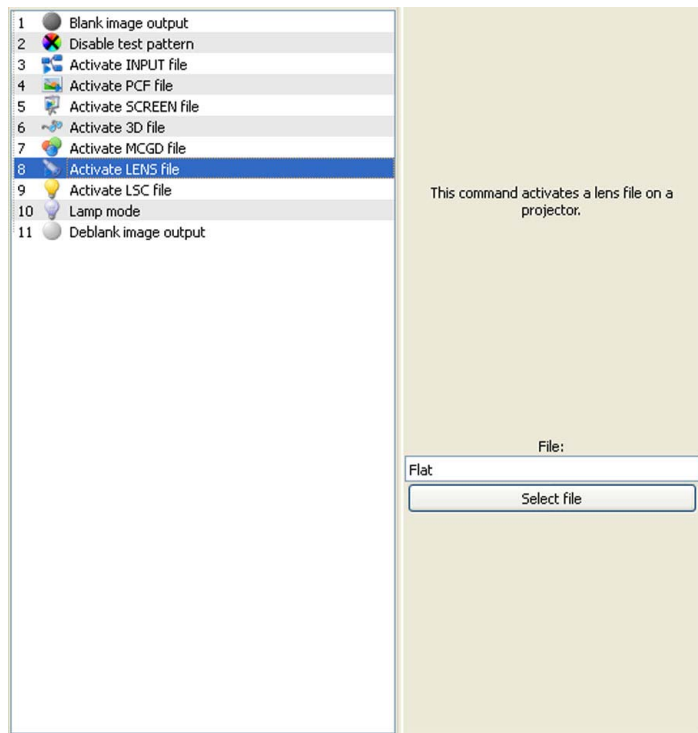 1 Blank image output
2 Disable test pattern
3 Activate INPUT file
4 Activate PCF file
5 Activate SCREEN file
6 Activate 3D file
7 Activate MCGD file
8 Activate LENS file
9 Activate LSC file
10 Lamp mode
11 Deblank image output
This command activates a lens file on a
projector.
File:
Flat
Select file